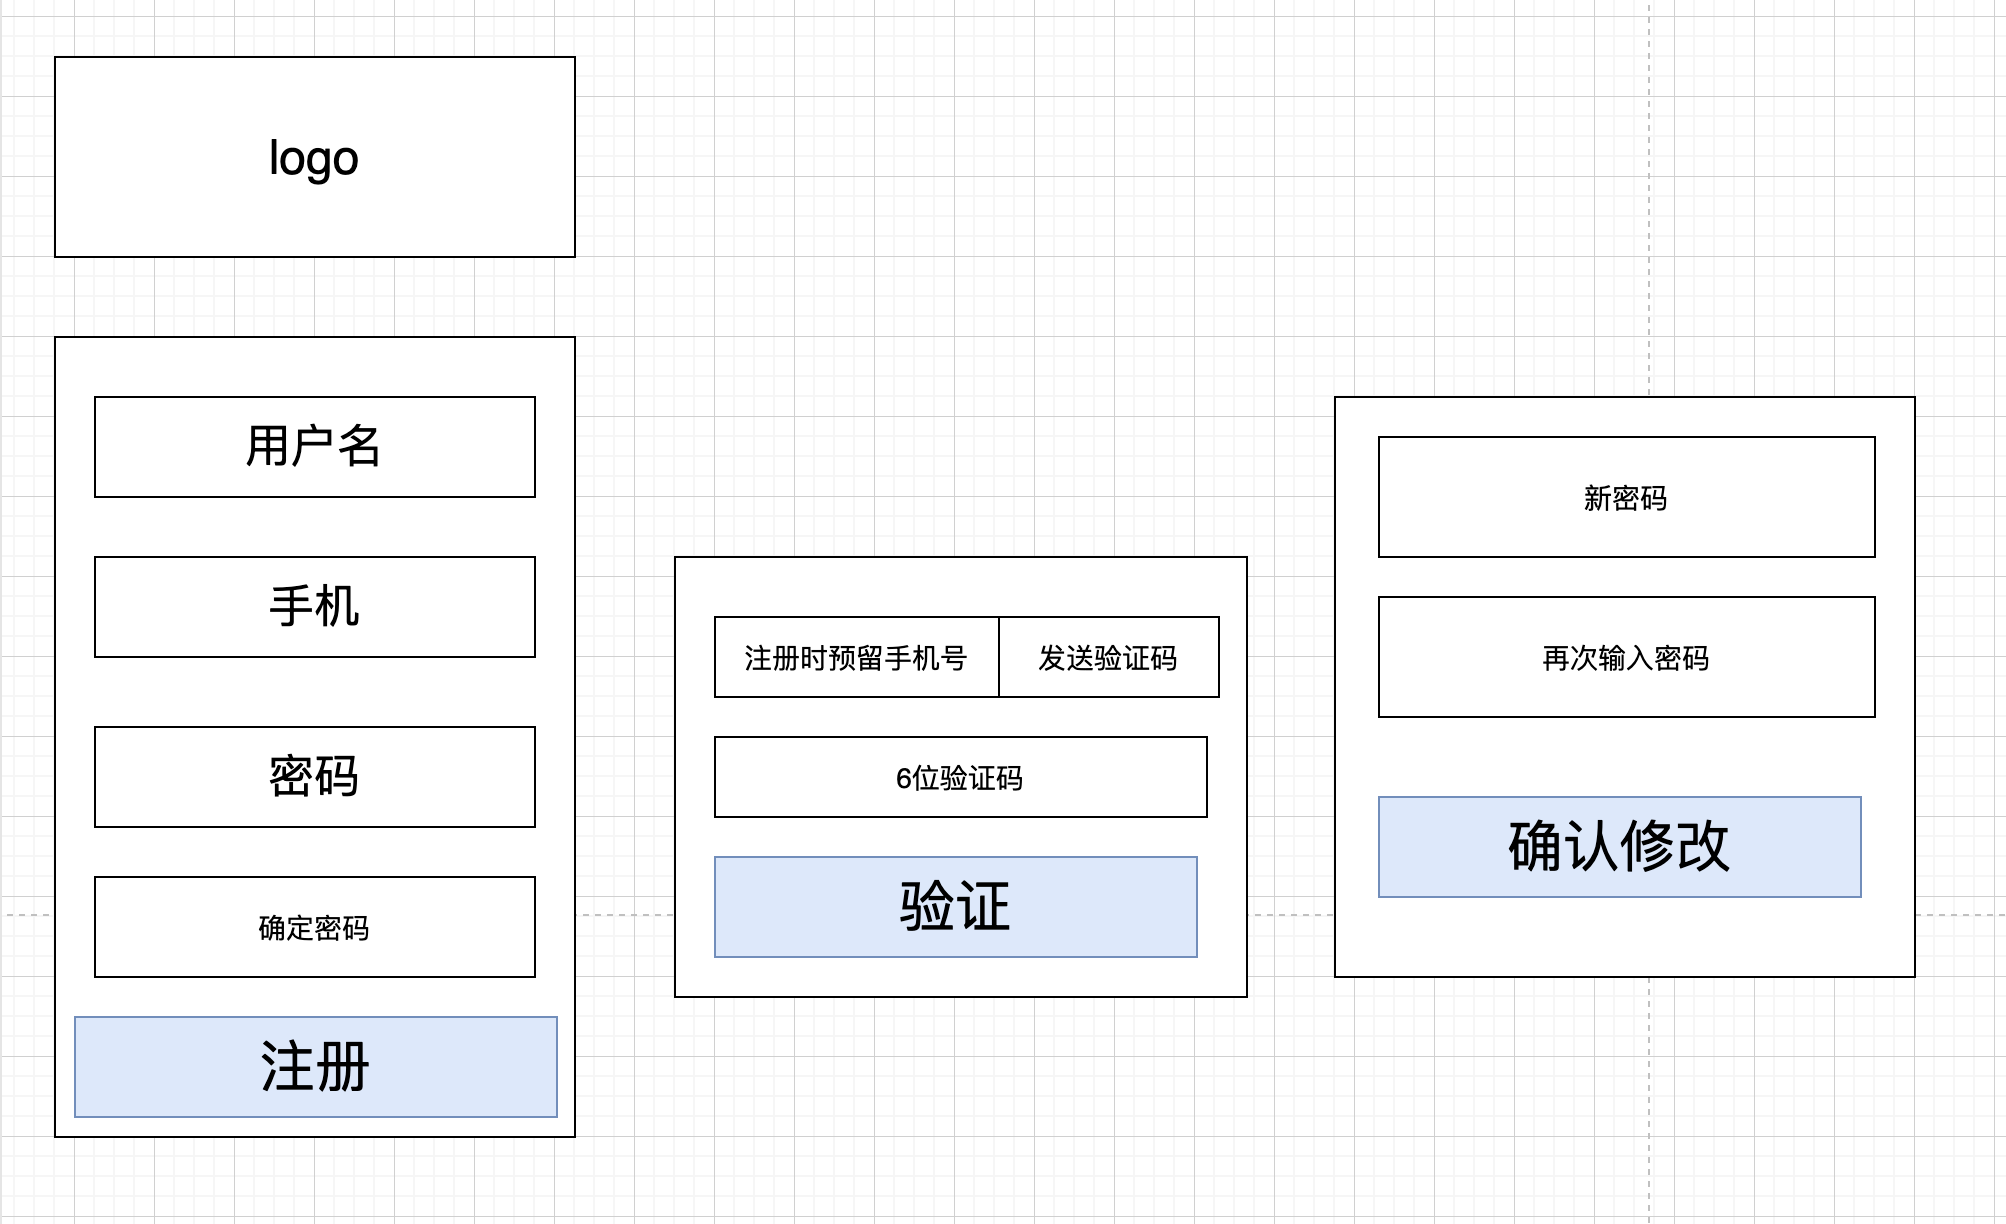 logo
用户名
手机
密码
确定密码
注册
注册时预留手机号
发送验证码
6位验证码
验证
新密码
再次输入密码
确认修改